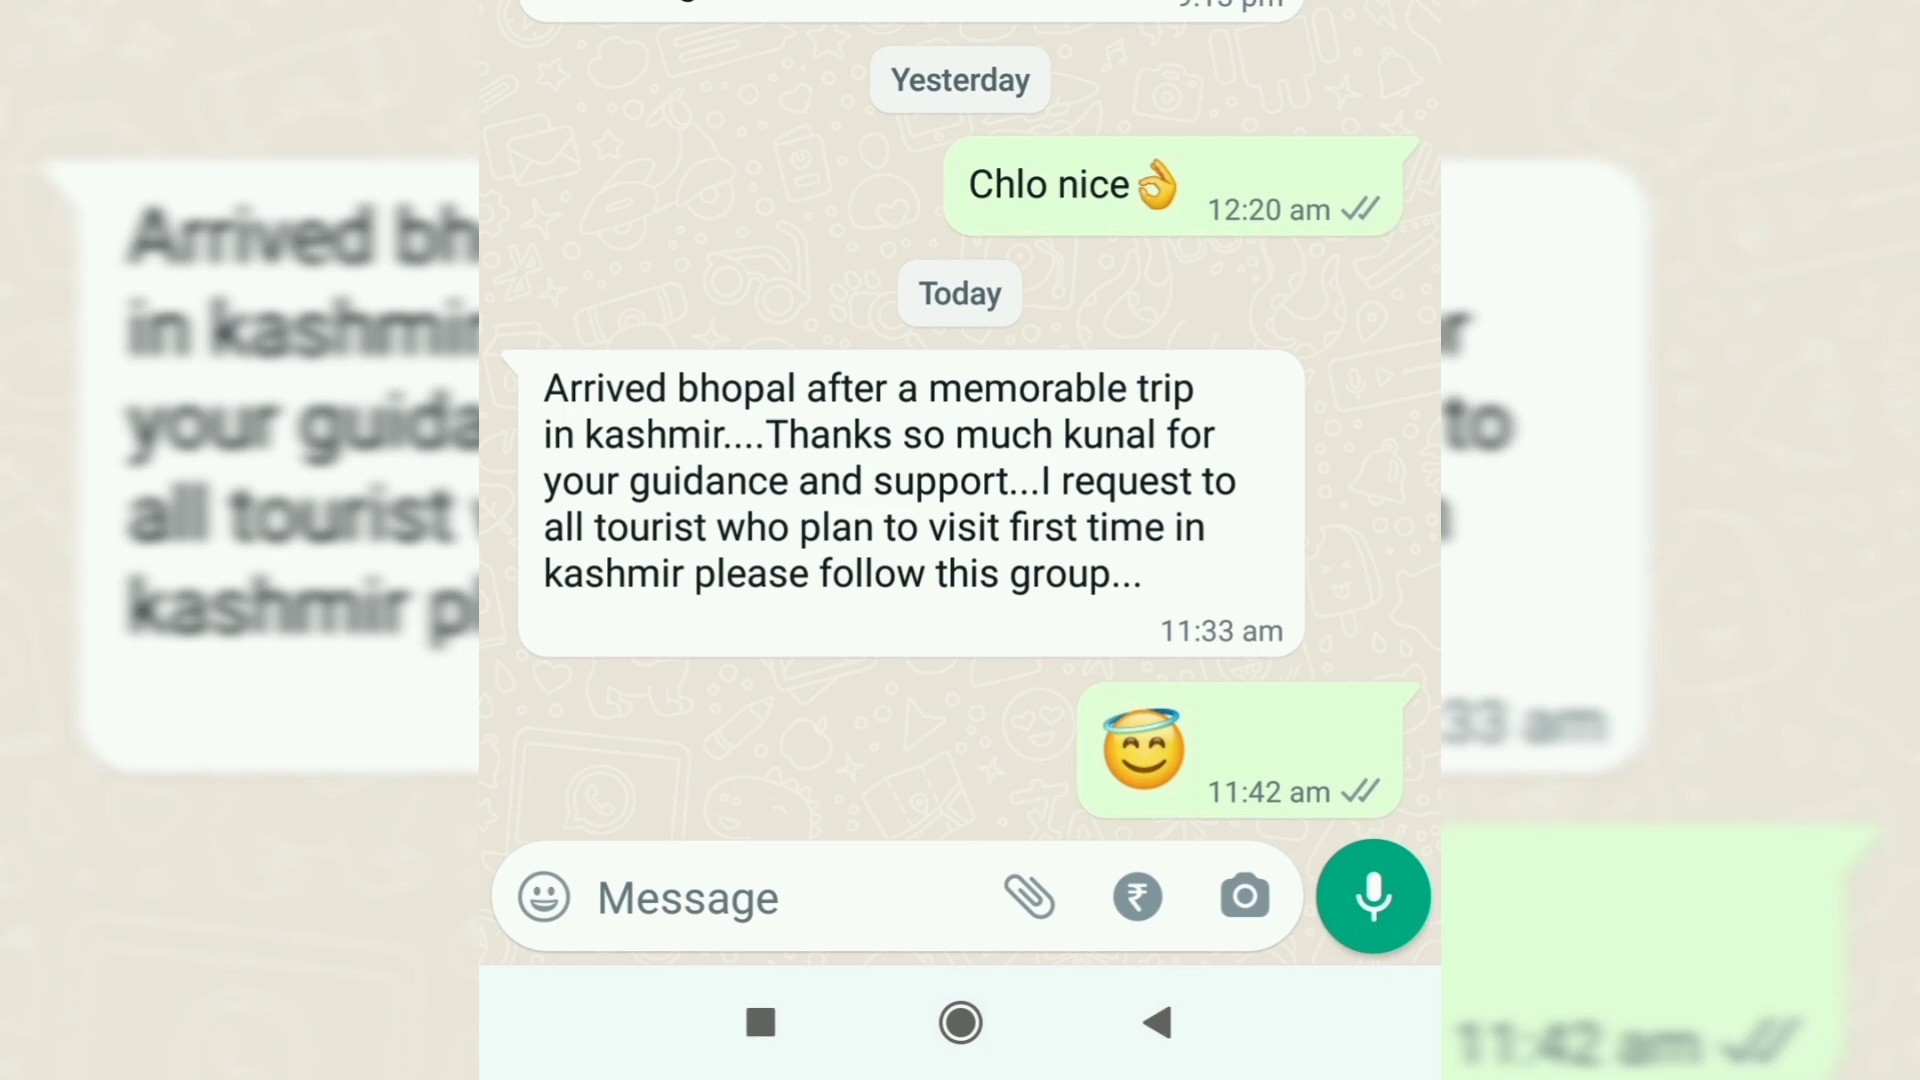 Yesterday
Chlo nice👌
12:20 am
Today
Arrived bhopal after a memorable trip
in kashmir....Thanks so much kunal for
your guidance and support...I request to
all tourist who plan to visit first time in
kashmir please follow this group...
11:33 am
😇
11:42 am
Message